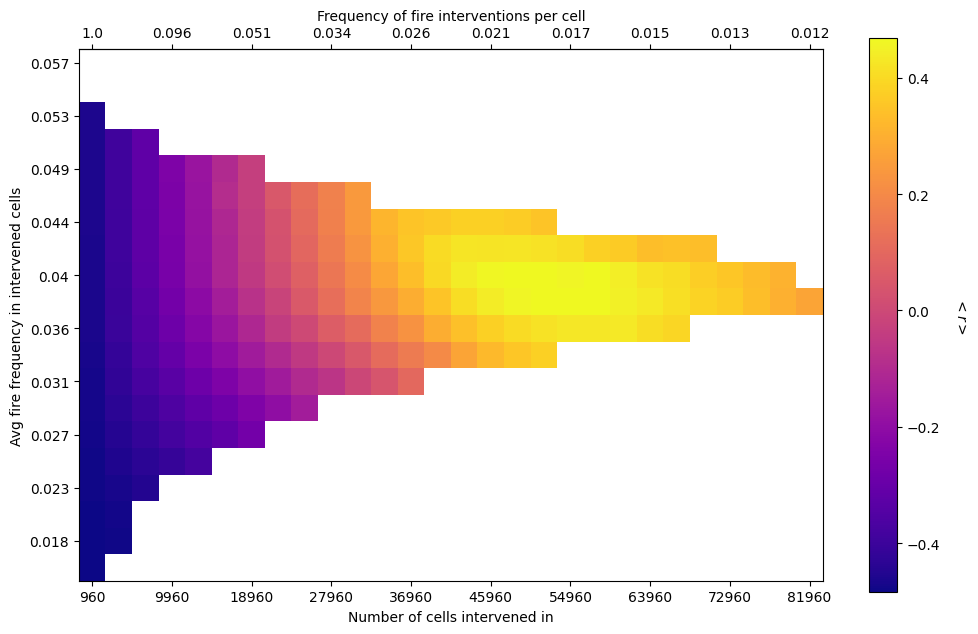 Frequency of fire interventions per cell
1.0 0.096 0.051 0.034 0.026 0.021 0.017 0.015 0.013 0.012
Avg fire frequency in intervened cells
0.057
0.053
0.049
0.044
0.04
0.036
0.031
0.027
0.023
0.018
960 9960 18960 27960 36960 45960 54960 63960 72960 81960
Number of cells intervened in
0.4
0.2
0.0
−0.2
−0.4
< r >